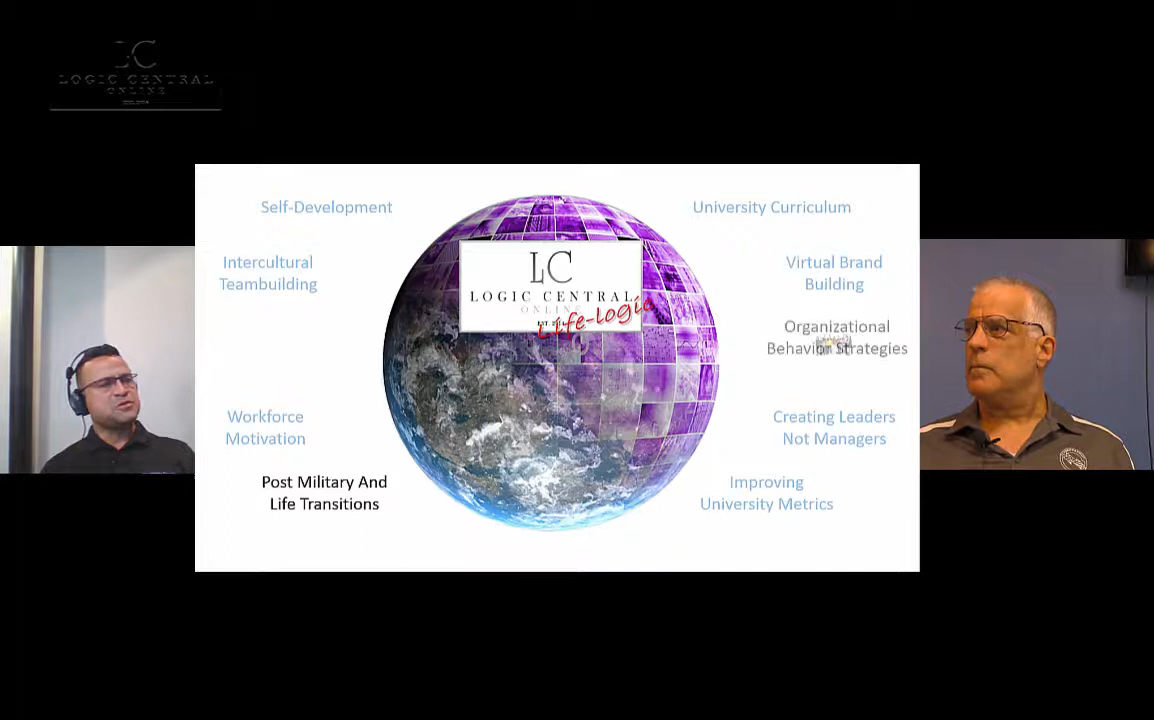 LC
LOGIC CENTRAL
ONLINE
Self-Development
University Curriculum
Intercultural
Teambuilding
LC
LOGIC CENTRAL
ONLINE
Life-logic
Virtual Brand
Building
Organizational
Behavior Strategies
Workforce
Motivation
Creating Leaders
Not Managers
Post Military And
Life Transitions
Improving
University Metrics